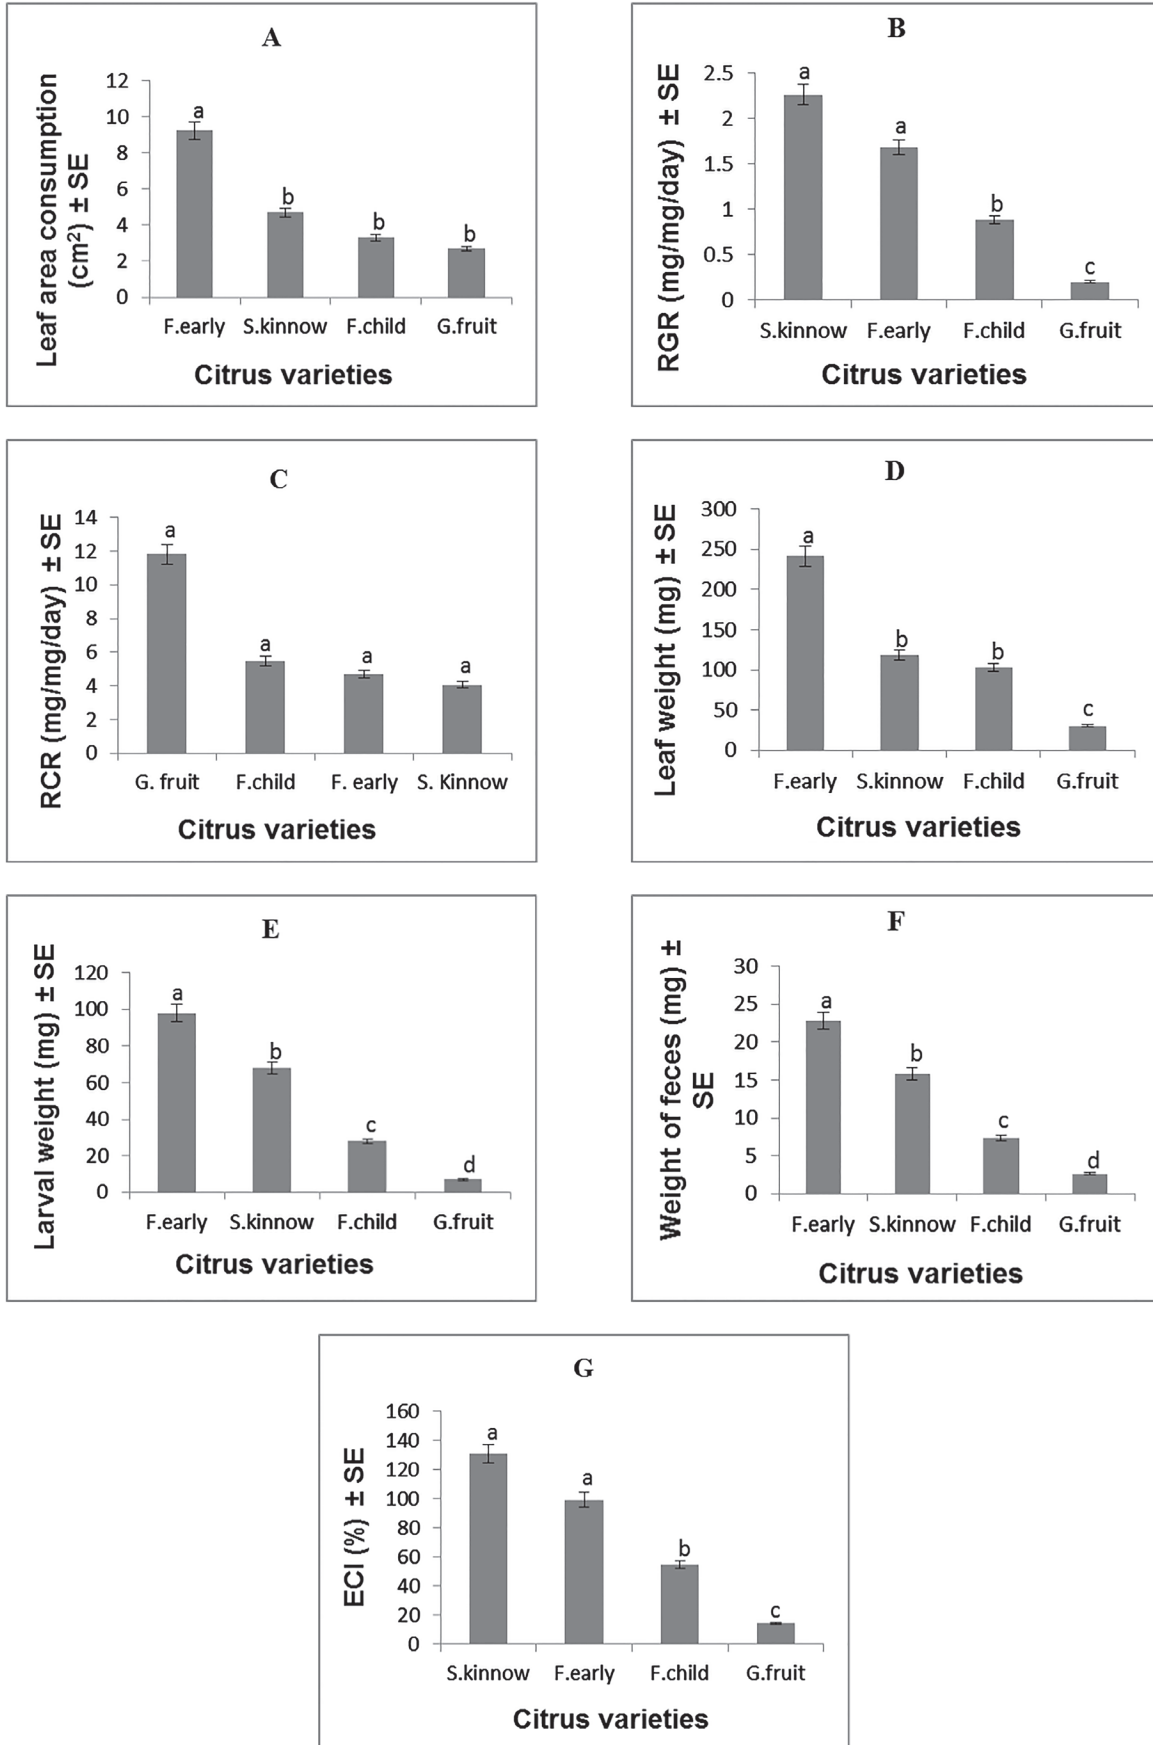 A
Leaf area consumption
(cm²) ± SE
12
10
8
6
4
2
0
a
b
b
b
F.early
S.kinnow
F.child
G.fruit
Citrus varieties
B
RGR (mg/mg/day) ± SE
2.5
2
1.5
1
0.5
0
a
a
b
c
S.kinnow
F.early
F.child
G.fruit
Citrus varieties
C
RCR (mg/mg/day) ± SE
14
12
10
8
6
4
2
0
a
a
a
a
G. fruit
F.child
F. early
S. Kinnow
Citrus varieties
D
Leaf weight (mg) ± SE
300
250
200
150
100
50
0
a
b
b
c
F.early
S.kinnow
F.child
G.fruit
Citrus varieties
E
Larval weight (mg) ± SE
120
100
80
60
40
20
0
a
b
c
d
F.early
S.kinnow
F.child
G.fruit
Citrus varieties
F
Weight of feces (mg) ±
SE
30
25
20
15
10
5
0
a
b
c
d
F.early
S.kinnow
F.child
G.fruit
Citrus varieties
G
ECI (%) ± SE
160
140
120
100
80
60
40
20
0
a
a
b
c
S.kinnow
F.early
F.child
G.fruit
Citrus varieties